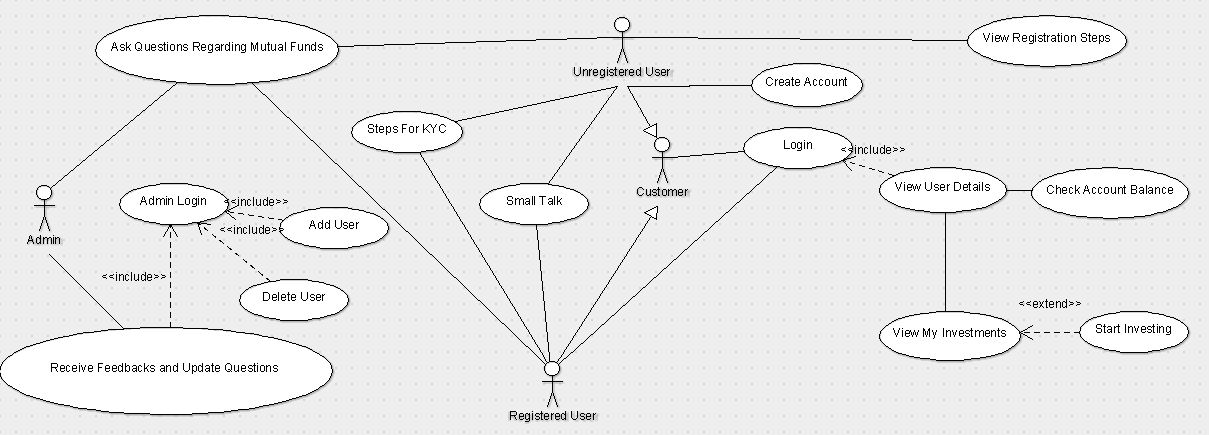 Ask Questions Regarding Mutual Funds
View Registration Steps
Unregistered User
Create Account
Steps For KYC
Login
<<include>>
Customer
View User Details
Check Account Balance
Admin Login
<<include>>
Small Talk
Add User
<<include>>
Admin
<<include>>
Delete User
<<extend>>
View My Investments
Start Investing
Receive Feedbacks and Update Questions
Registered User